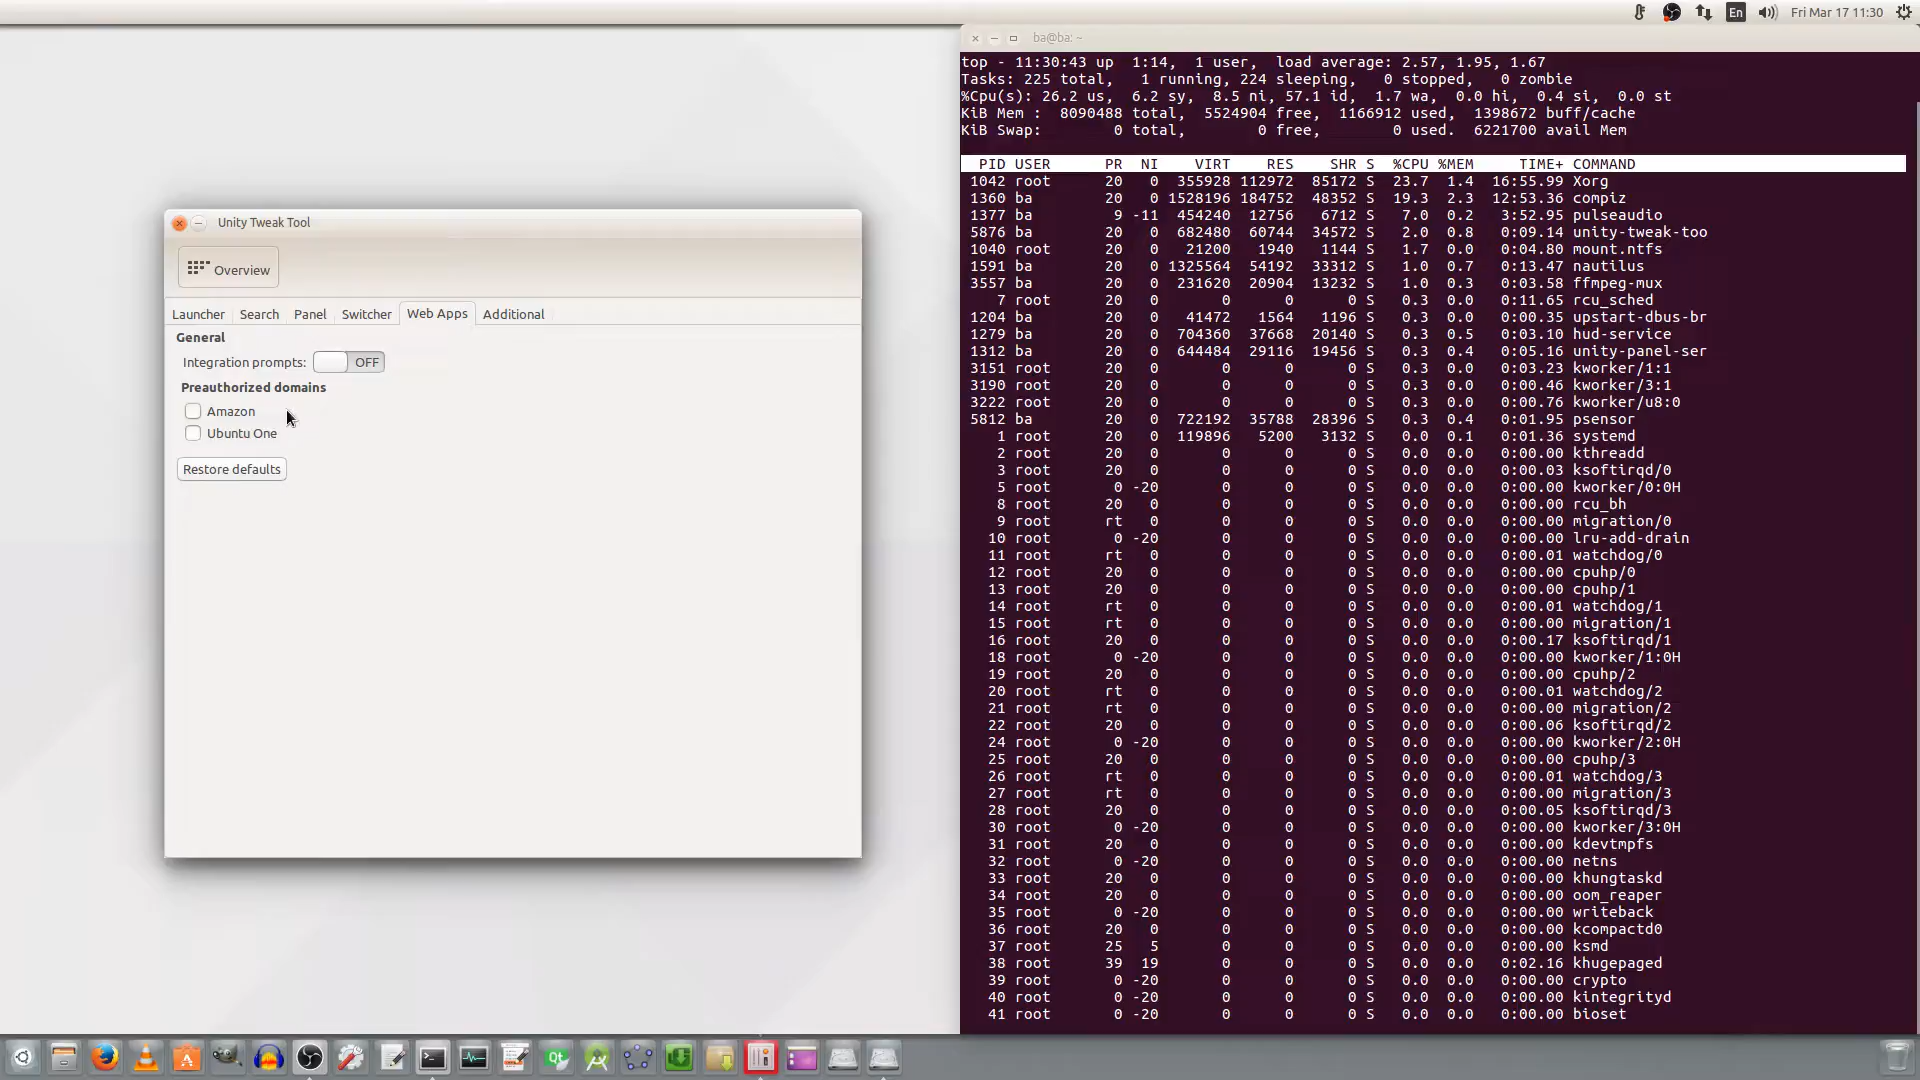 En
Fri Mar 17 11:30
Unity Tweak Tool
Overview
Launcher Search Panel Switcher Web Apps Additional
General
Integration prompts: OFF
Preauthorized domains
Amazon
Ubuntu One
Restore defaults
ba@ba: ~
top - 11:30:43 up  1:14,  1 user,  load average: 2.57, 1.95, 1.67
Tasks: 225 total,   1 running, 224 sleeping,   0 stopped,   0 zombie
%Cpu(s): 26.2 us,  6.2 sy,  8.5 ni, 57.1 id,  1.7 wa,  0.0 hi,  0.4 si,  0.0 st
KiB Mem :  8090488 total,  5524904 free,  1166912 used,  1398672 buff/cache
KiB Swap:        0 total,        0 free,        0 used.  6221700 avail Mem
PID USER PR NI VIRT RES SHR S %CPU %MEM TIME+ COMMAND
1042 root 20 0 355928 112972 85172 S 23.7 1.4 16:55.99 Xorg
1360 ba 20 0 1528196 184752 48352 S 19.3 2.3 12:53.36 compiz
1377 ba 9 -11 454240 12756 6712 S 7.0 0.2 3:52.95 pulseaudio
5876 ba 20 0 682480 60744 34572 S 2.0 0.8 0:09.14 unity-tweak-too
1040 root 20 0 21200 1940 1144 S 1.7 0.0 0:04.80 mount.ntfs
1591 ba 20 0 1325564 54192 33312 S 1.0 0.7 0:13.47 nautilus
3557 ba 20 0 231620 20904 13232 S 1.0 0.3 0:03.58 ffmpeg-mux
7 root 20 0 0 0 0 S 0.3 0.0 0:11.65 rcu_sched
1204 ba 20 0 41472 1564 1196 S 0.3 0.0 0:00.35 upstart-dbus-br
1279 ba 20 0 704360 37668 20140 S 0.3 0.5 0:03.10 hud-service
1312 ba 20 0 644484 29116 19456 S 0.3 0.4 0:05.16 unity-panel-ser
3151 root 20 0 0 0 0 S 0.3 0.0 0:03.23 kworker/1:1
3190 root 20 0 0 0 0 S 0.3 0.0 0:00.46 kworker/3:1
3222 root 20 0 0 0 0 S 0.3 0.0 0:00.76 kworker/u8:0
5812 ba 20 0 722192 35788 28396 S 0.3 0.4 0:01.95 psensor
1 root 20 0 119896 5200 3132 S 0.0 0.1 0:01.36 systemd
2 root 20 0 0 0 0 S 0.0 0.0 0:00.00 kthreadd
3 root 20 0 0 0 0 S 0.0 0.0 0:00.03 ksoftirqd/0
5 root 0 -20 0 0 0 S 0.0 0.0 0:00.00 kworker/0:0H
8 root 20 0 0 0 0 S 0.0 0.0 0:00.00 rcu_bh
9 root rt 0 0 0 0 S 0.0 0.0 0:00.00 migration/0
10 root 0 -20 0 0 0 S 0.0 0.0 0:00.00 lru-add-drain
11 root rt 0 0 0 0 S 0.0 0.0 0:00.01 watchdog/0
12 root 20 0 0 0 0 S 0.0 0.0 0:00.00 cpuhp/0
13 root 20 0 0 0 0 S 0.0 0.0 0:00.00 cpuhp/1
14 root rt 0 0 0 0 S 0.0 0.0 0:00.01 watchdog/1
15 root rt 0 0 0 0 S 0.0 0.0 0:00.00 migration/1
16 root 20 0 0 0 0 S 0.0 0.0 0:00.17 ksoftirqd/1
18 root 0 -20 0 0 0 S 0.0 0.0 0:00.00 kworker/1:0H
19 root 20 0 0 0 0 S 0.0 0.0 0:00.00 cpuhp/2
20 root rt 0 0 0 0 S 0.0 0.0 0:00.01 watchdog/2
21 root rt 0 0 0 0 S 0.0 0.0 0:00.00 migration/2
22 root 20 0 0 0 0 S 0.0 0.0 0:00.06 ksoftirqd/2
24 root 0 -20 0 0 0 S 0.0 0.0 0:00.00 kworker/2:0H
25 root 20 0 0 0 0 S 0.0 0.0 0:00.00 cpuhp/3
26 root rt 0 0 0 0 S 0.0 0.0 0:00.01 watchdog/3
27 root rt 0 0 0 0 S 0.0 0.0 0:00.00 migration/3
28 root 20 0 0 0 0 S 0.0 0.0 0:00.05 ksoftirqd/3
30 root 0 -20 0 0 0 S 0.0 0.0 0:00.00 kworker/3:0H
31 root 20 0 0 0 0 S 0.0 0.0 0:00.00 kdevtmpfs
32 root 0 -20 0 0 0 S 0.0 0.0 0:00.00 netns
33 root 20 0 0 0 0 S 0.0 0.0 0:00.00 khungtaskd
34 root 20 0 0 0 0 S 0.0 0.0 0:00.00 oom_reaper
35 root 0 -20 0 0 0 S 0.0 0.0 0:00.00 writeback
36 root 20 0 0 0 0 S 0.0 0.0 0:00.00 kcompactd0
37 root 25 5 0 0 0 S 0.0 0.0 0:00.00 ksmd
38 root 39 19 0 0 0 S 0.0 0.0 0:02.16 khugepaged
39 root 0 -20 0 0 0 S 0.0 0.0 0:00.00 crypto
40 root 0 -20 0 0 0 S 0.0 0.0 0:00.00 kintegrityd
41 root 0 -20 0 0 0 S 0.0 0.0 0:00.00 bioset
Qt